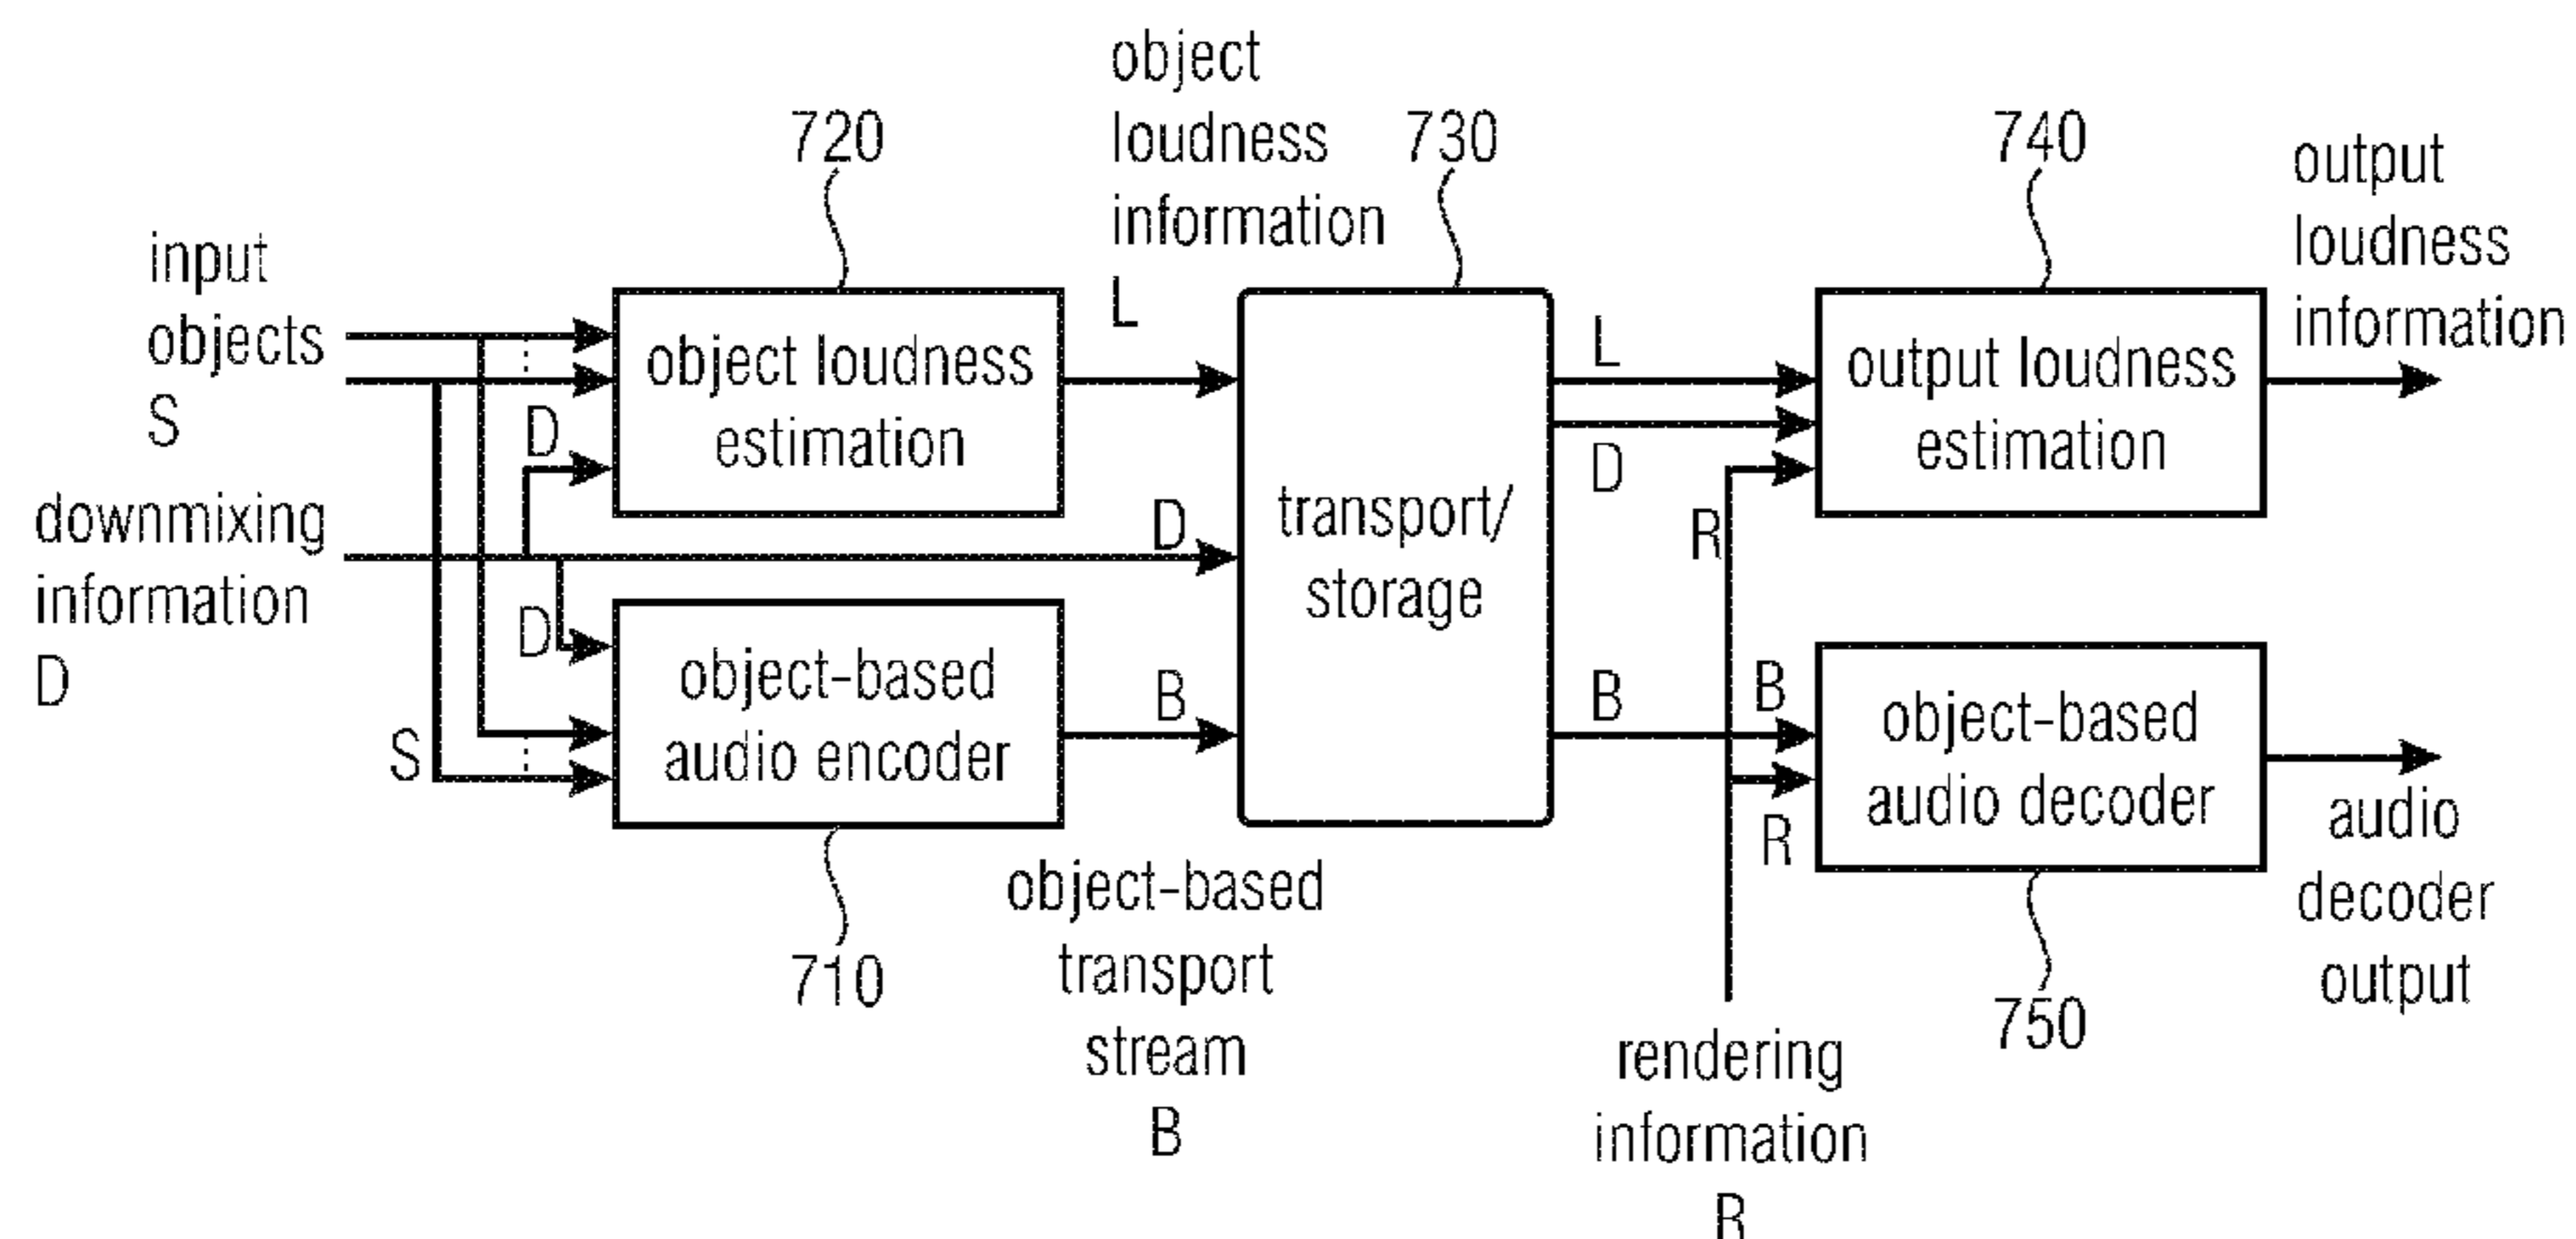 input
objects
S
downmixing
information
D
720
object loudness
estimation
D
D
S
object-based
audio encoder
710
object
loudness
information
L
D
B
object-based
transport
stream
B
730
transport/
storage
L
D
R
B
B
R
rendering
information
R
740
output loudness
estimation
object-based
audio decoder
750
output
loudness
information
audio
decoder
output